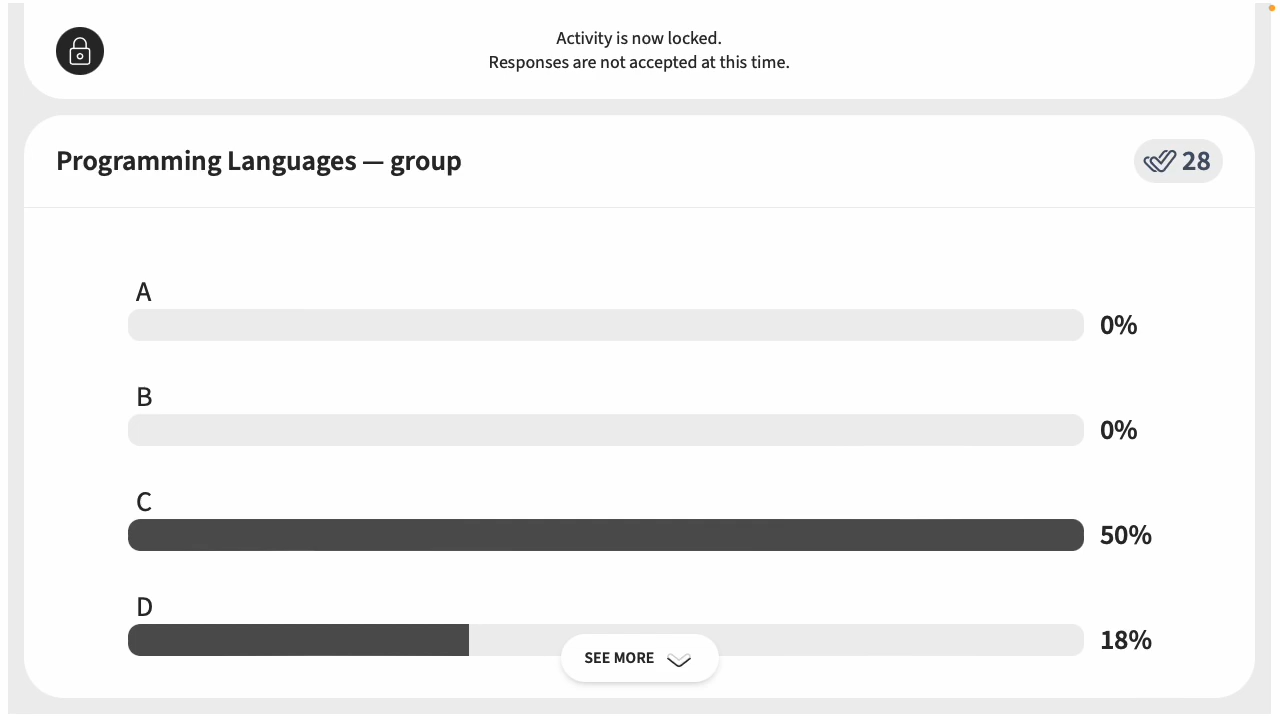 Activity is now locked.
Responses are not accepted at this time.
Programming Languages — group
28
A
0%
B
0%
C
50%
D
18%
SEE MORE